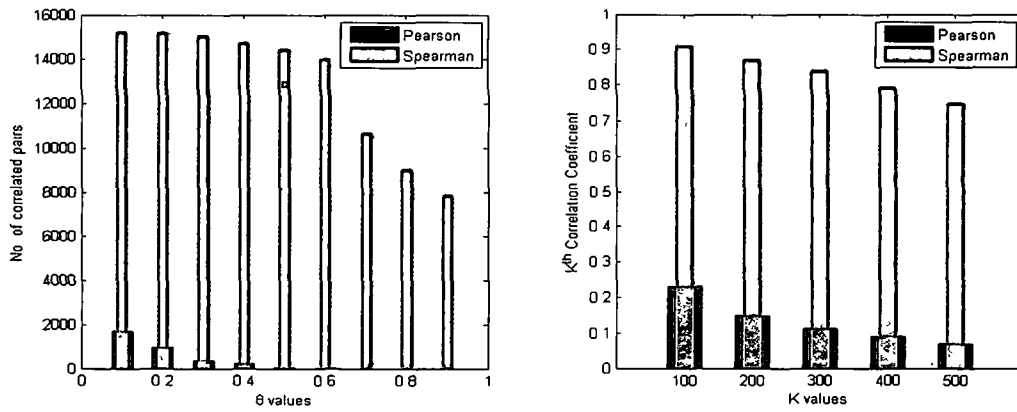 16000
14000
12000
10000
8000
6000
4000
2000
0
No of correlated pairs
Pearson
Spearman
0 0 2 0 4 0 6 0 8 1
θ values
1
0 9
0 8
0 7
0 6
0 5
0 4
0 3
0 2
0 1
0
Kth Correlation Coefficient
Pearson
Spearman
100 200 300 400 500
K values